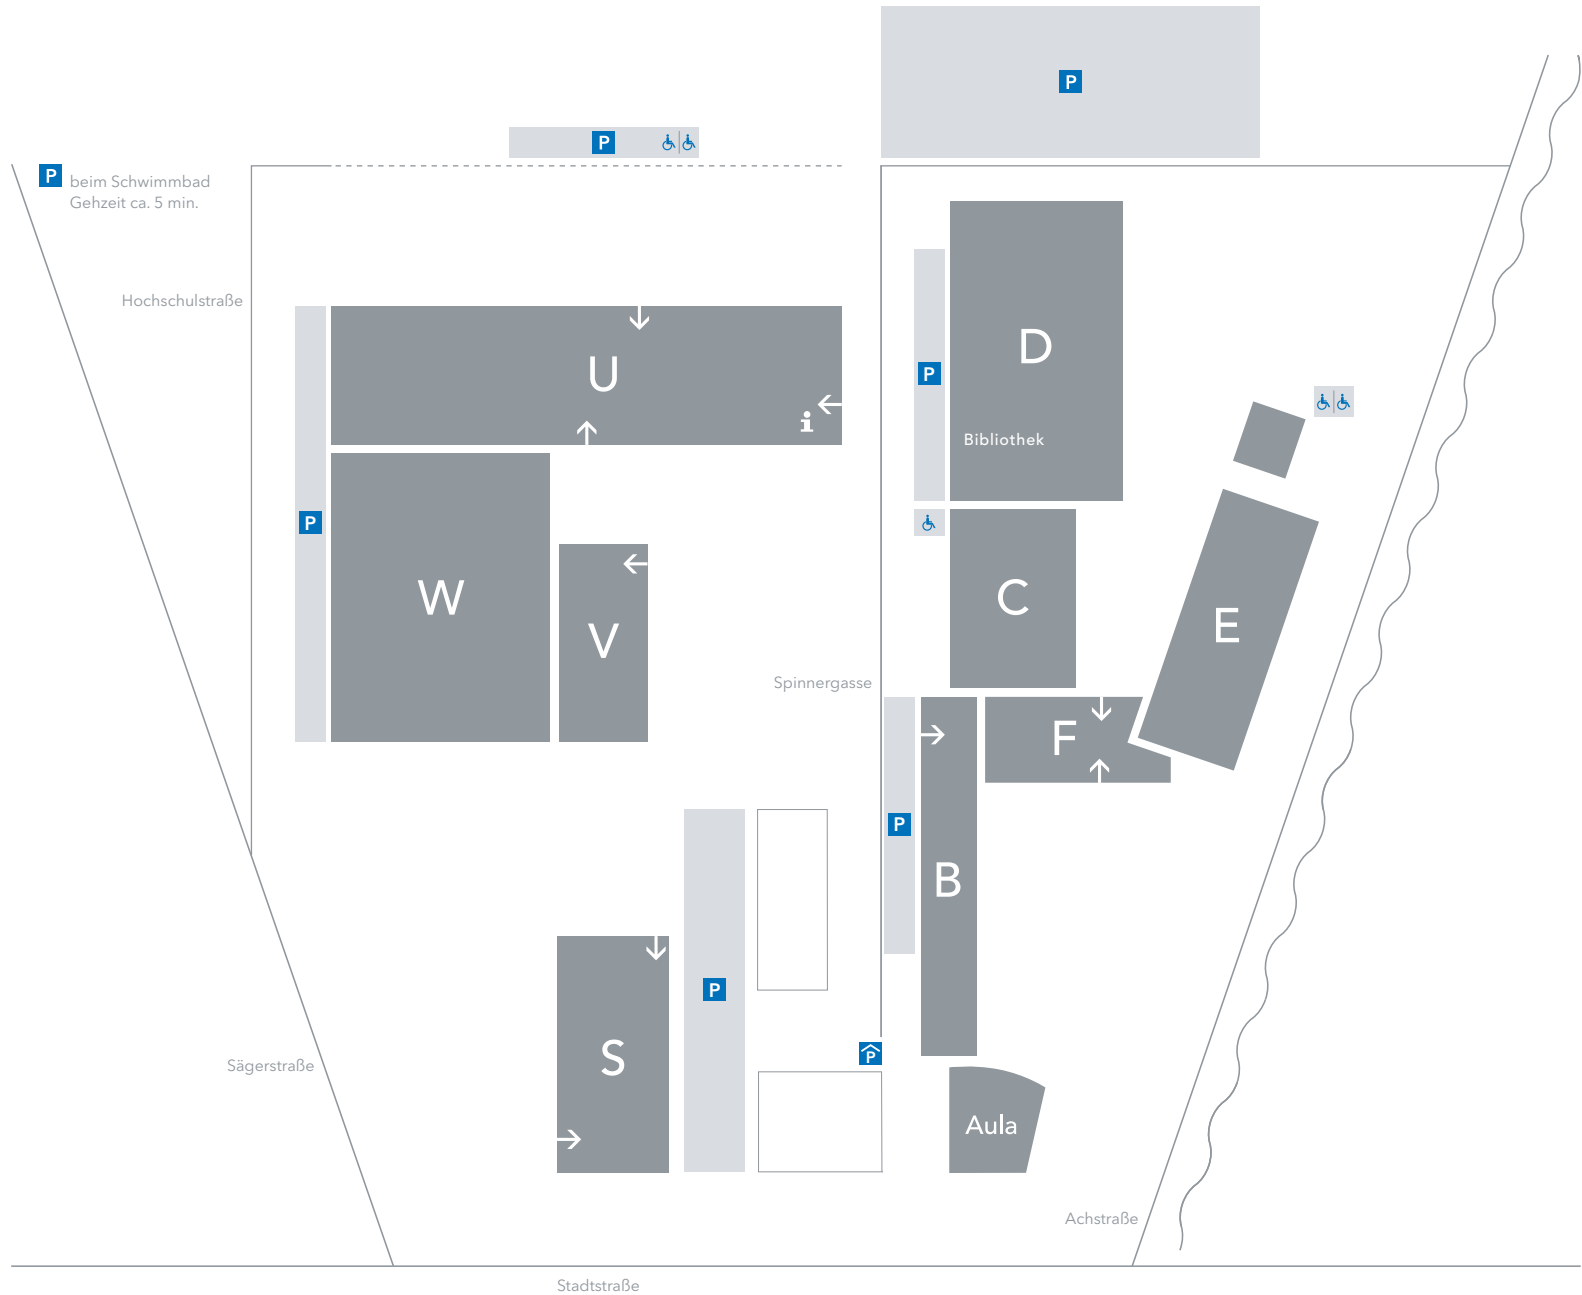 P
P
P
beim Schwimmbad
Gehzeit ca. 5 min.
Hochschulstraße
U
i
D
P
Bibliothek
P
W
V
C
E
Spinnergasse
F
P
B
P
S
P
Sägerstraße
Aula
Achstraße
Stadtstraße